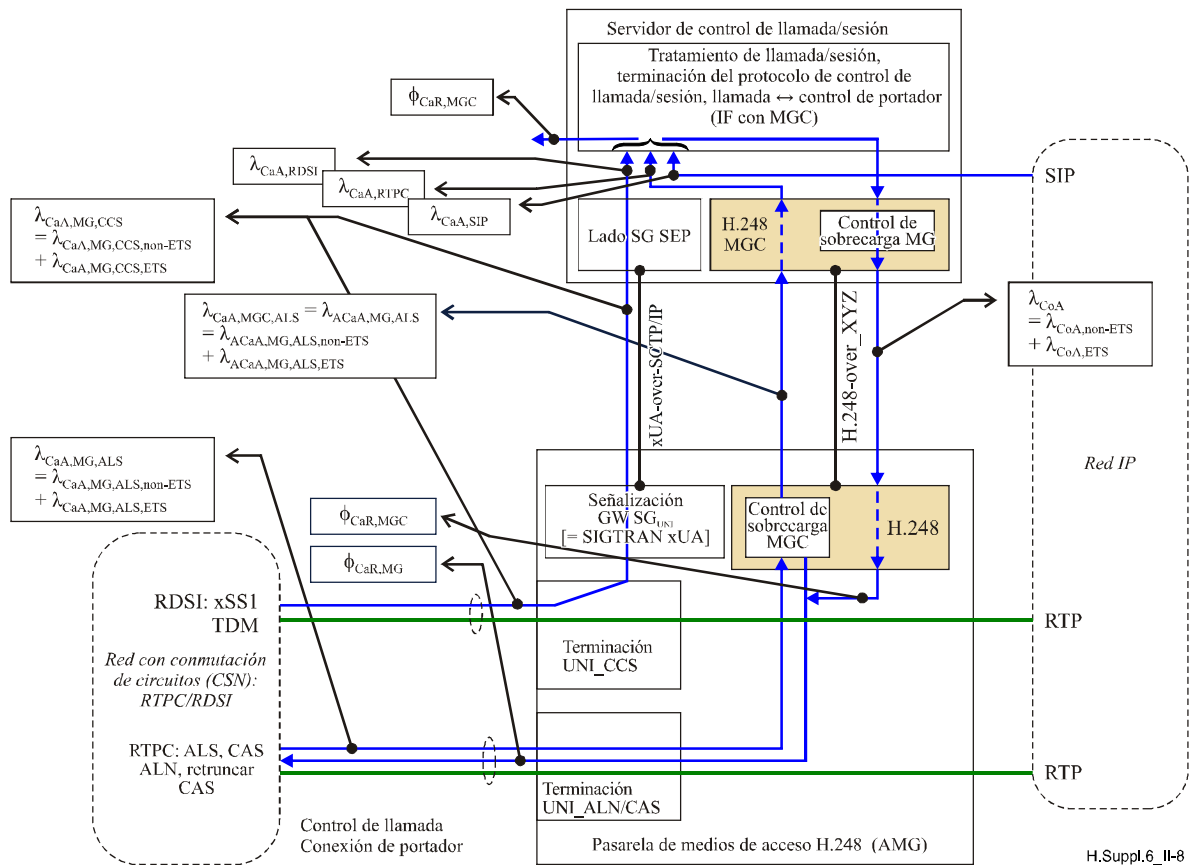 Servidor de control de llamada/sesión
Tratamiento de llamada/sesión,
terminación del protocolo de control de
llamada/sesión, llamada ↔ control de portador
(IF con MGC)
ϕCaR,MGC
λCaA,RDSI
λCaA,RTPC
λCaA,SIP
SIP
λCaA,MG,CCS
= λCaA,MG,CCS,non-ETS
+ λCaA,MG,CCS,ETS
Lado SG SEP
H.248
MGC
Control de
sobrecarga MG
λCaA,MGC,ALS = λACaA,MG,ALS
= λACaA,MG,ALS,non-ETS
+ λACaA,MG,ALS,ETS
xUA-over-SCTP/IP
H.248-over_XYZ
λCoA
= λCoA,non-ETS
+ λCoA,ETS
λCaA,MG,ALS
= λCaA,MG,ALS,non-ETS
+ λCaA,MG,ALS,ETS
Red IP
ϕCaR,MGC
ϕCaR,MG
Señalización
GW SGUNI
[= SIGTRAN xUA]
Control de
sobrecarga
MGC
H.248
RDSI: xSS1
TDM
RTP
Red con conmutación
de circuitos (CSN):
RTPC/RDSI
Terminación
UNI_CCS
RTPC: ALS, CAS
ALN, retruncar
CAS
RTP
Terminación
UNI_ALN/CAS
Control de llamada
Conexión de portador
Pasarela de medios de acceso H.248 (AMG)
H.Suppl.6_II-8